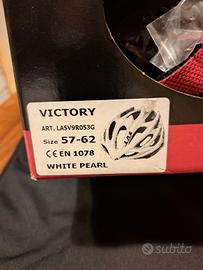 VICTORY
ART. LASV9R053G
Size 57-62
CE EN 1078
WHITE PEARL
subito